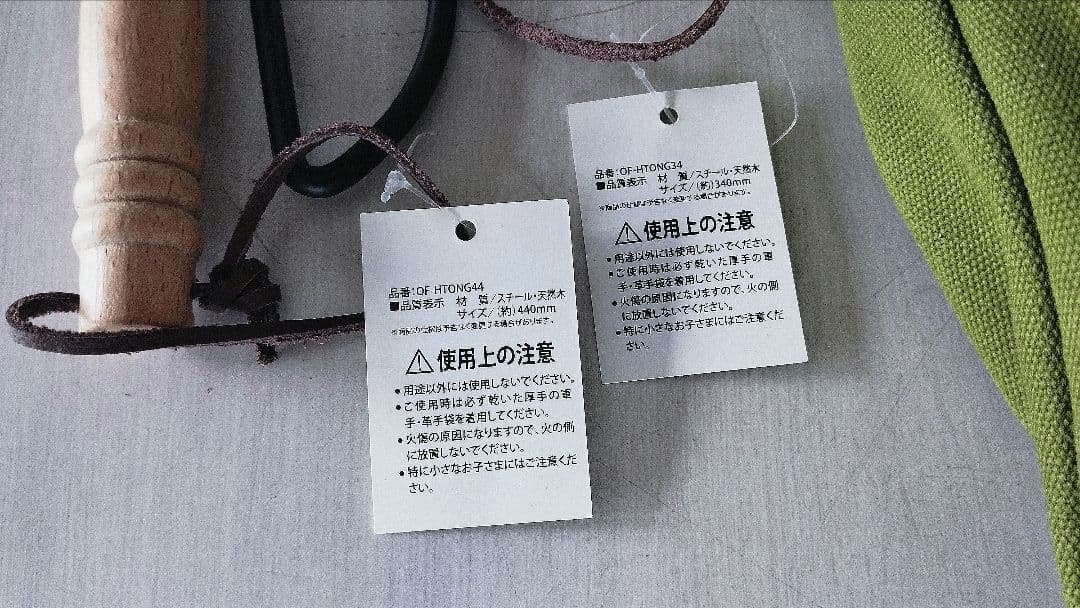 品番:OF-HTONG44
■品質表示 材 質/スチール・天然木
サイズ/(約)440mm
⚠使用上の注意
●用途以外には使用しないでください。
●ご使用時は必ず乾いた厚手の軍
手・革手袋を着用してください。
●火傷の原因になりますので、火の側
に放置しないでください。
●特に小さなお子さまにはご注意くだ
さい。
品番:OF-HTONG34
■品質表示 材 質/スチール・天然木
サイズ/(約)340mm
⚠使用上の注意
●用途以外には使用しないでください。
●ご使用時は必ず乾いた厚手の軍
手・革手袋を着用してください。
●火傷の原因になりますので、火の側
に放置しないでください。
●特に小さなお子さまにはご注意くだ
さい。